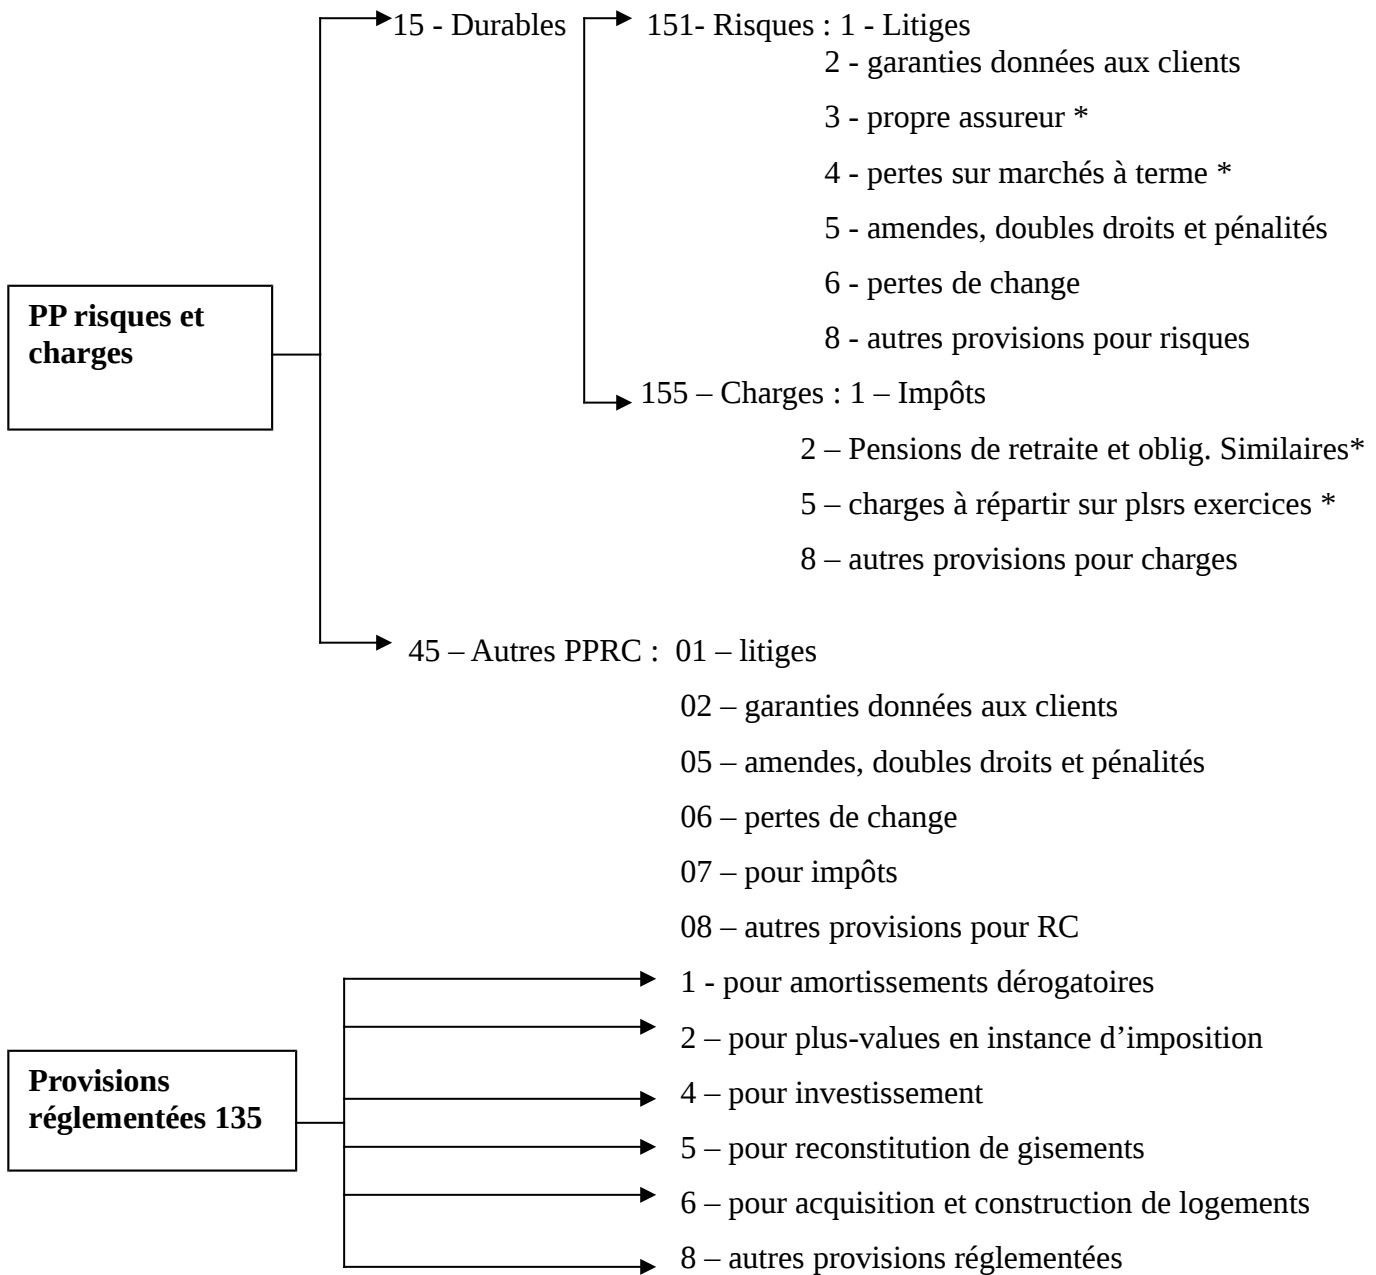 15 - Durables
151- Risques : 1 - Litiges
2 - garanties données aux clients
3 - propre assureur *
4 - pertes sur marchés à terme *
5 - amendes, doubles droits et pénalités
6 - pertes de change
8 - autres provisions pour risques
PP risques et
charges
155 – Charges : 1 – Impôts
2 – Pensions de retraite et oblig. Similaires*
5 – charges à répartir sur plsrs exercices *
8 – autres provisions pour charges
45 – Autres PPRC : 01 – litiges
02 – garanties données aux clients
05 – amendes, doubles droits et pénalités
06 – pertes de change
07 – pour impôts
08 – autres provisions pour RC
Provisions
réglementées 135
1 - pour amortissements dérogatoires
2 – pour plus-values en instance d’imposition
4 – pour investissement
5 – pour reconstitution de gisements
6 – pour acquisition et construction de logements
8 – autres provisions réglementées